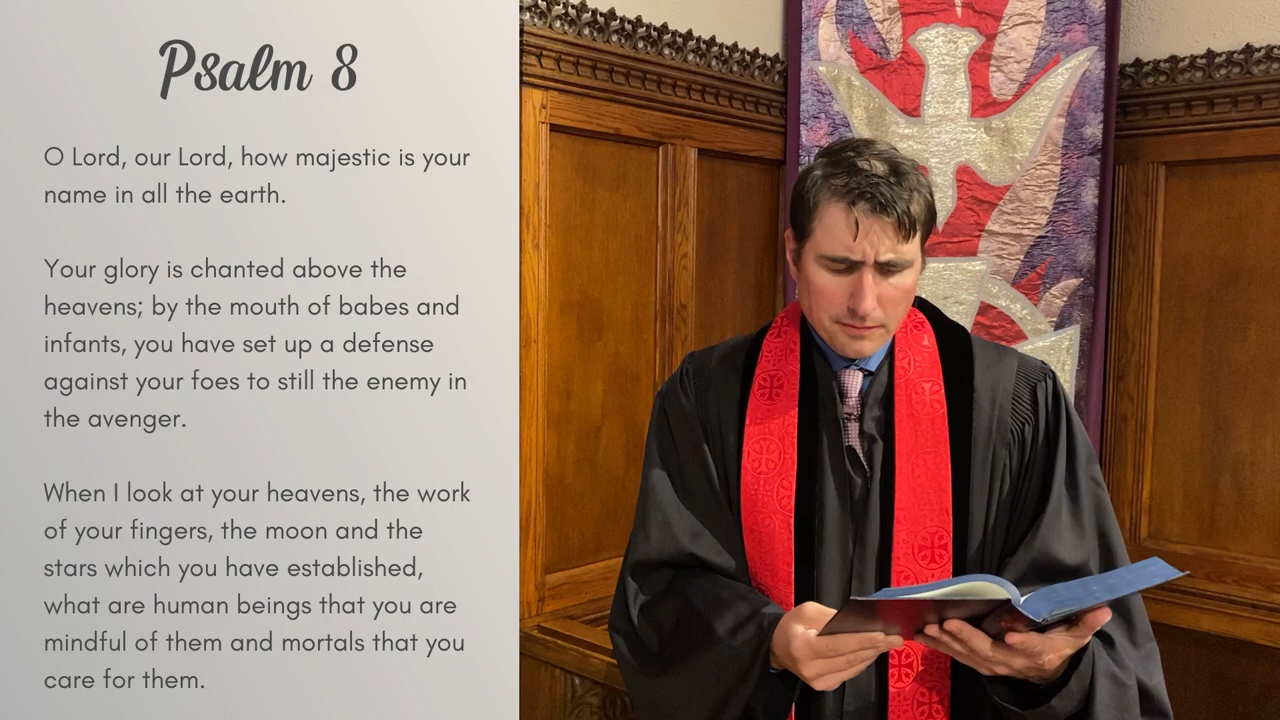 Psalm 8
O Lord, our Lord, how majestic is your
name in all the earth.
Your glory is chanted above the
heavens; by the mouth of babes and
infants, you have set up a defense
against your foes to still the enemy in
the avenger.
When I look at your heavens, the work
of your fingers, the moon and the
stars which you have established,
what are human beings that you are
mindful of them and mortals that you
care for them.